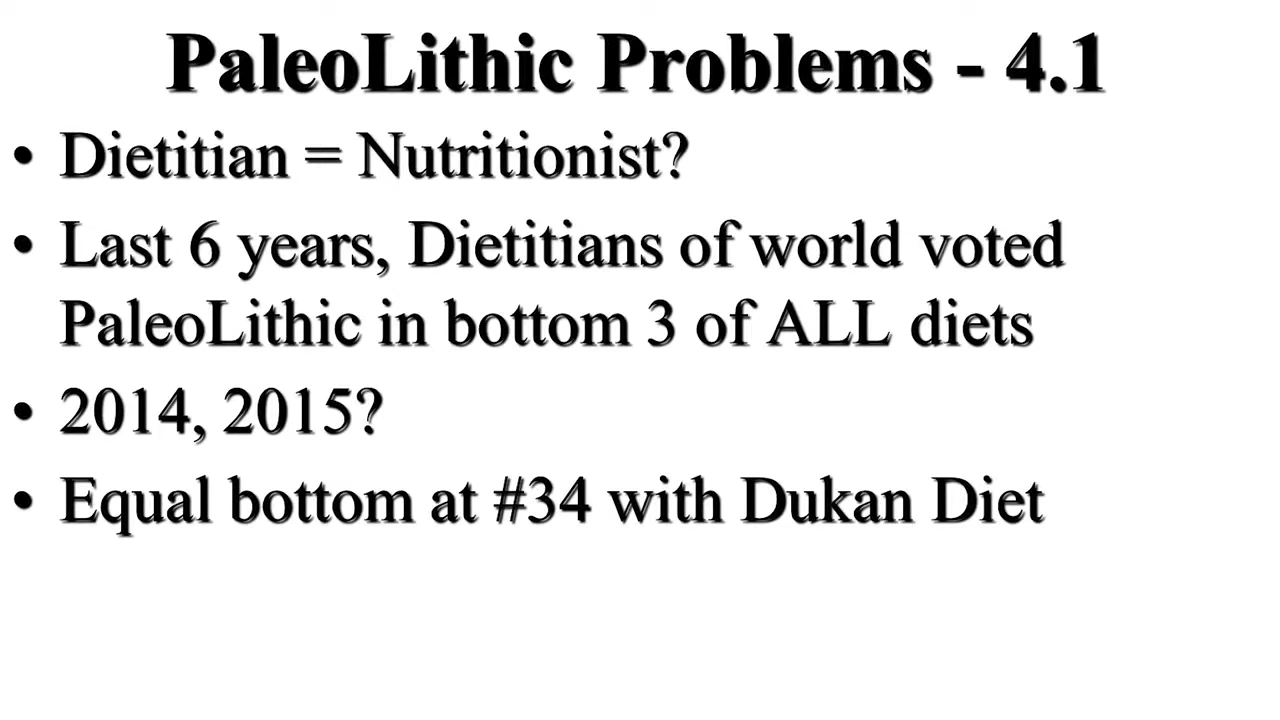 PaleoLithic Problems - 4.1
• Dietitian = Nutritionist?
• Last 6 years, Dietitians of world voted
PaleoLithic in bottom 3 of ALL diets
• 2014, 2015?
• Equal bottom at #34 with Dukan Diet